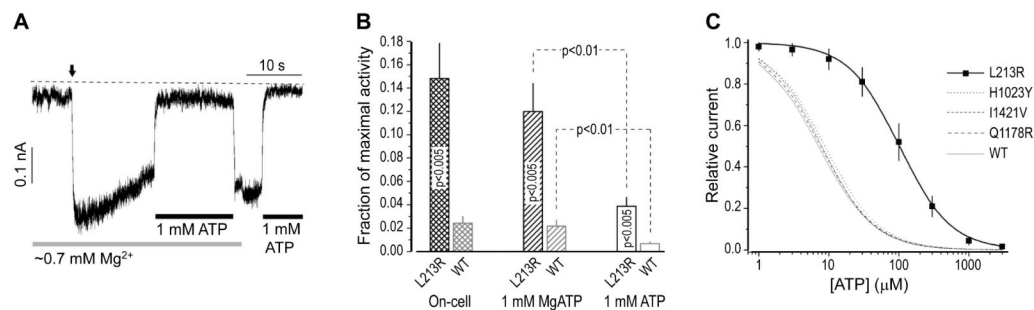 A
10 s
0.1 nA
1 mM ATP
1 mM
ATP
~0.7 mM Mg²⁺
B
Fraction of maximal activity
0.18
0.16
0.14
0.12
0.10
0.08
0.06
0.04
0.02
0.00
p<0.01
p<0.01
p<0.005
p<0.005
p<0.005
L213R
WT
L213R
WT
L213R
WT
On-cell
1 mM MgATP
1 mM ATP
C
Relative current
1.0
0.8
0.6
0.4
0.2
0.0
1
10
100
1000
[ATP] (µM)
L213R
H1023Y
I1421V
Q1178R
WT